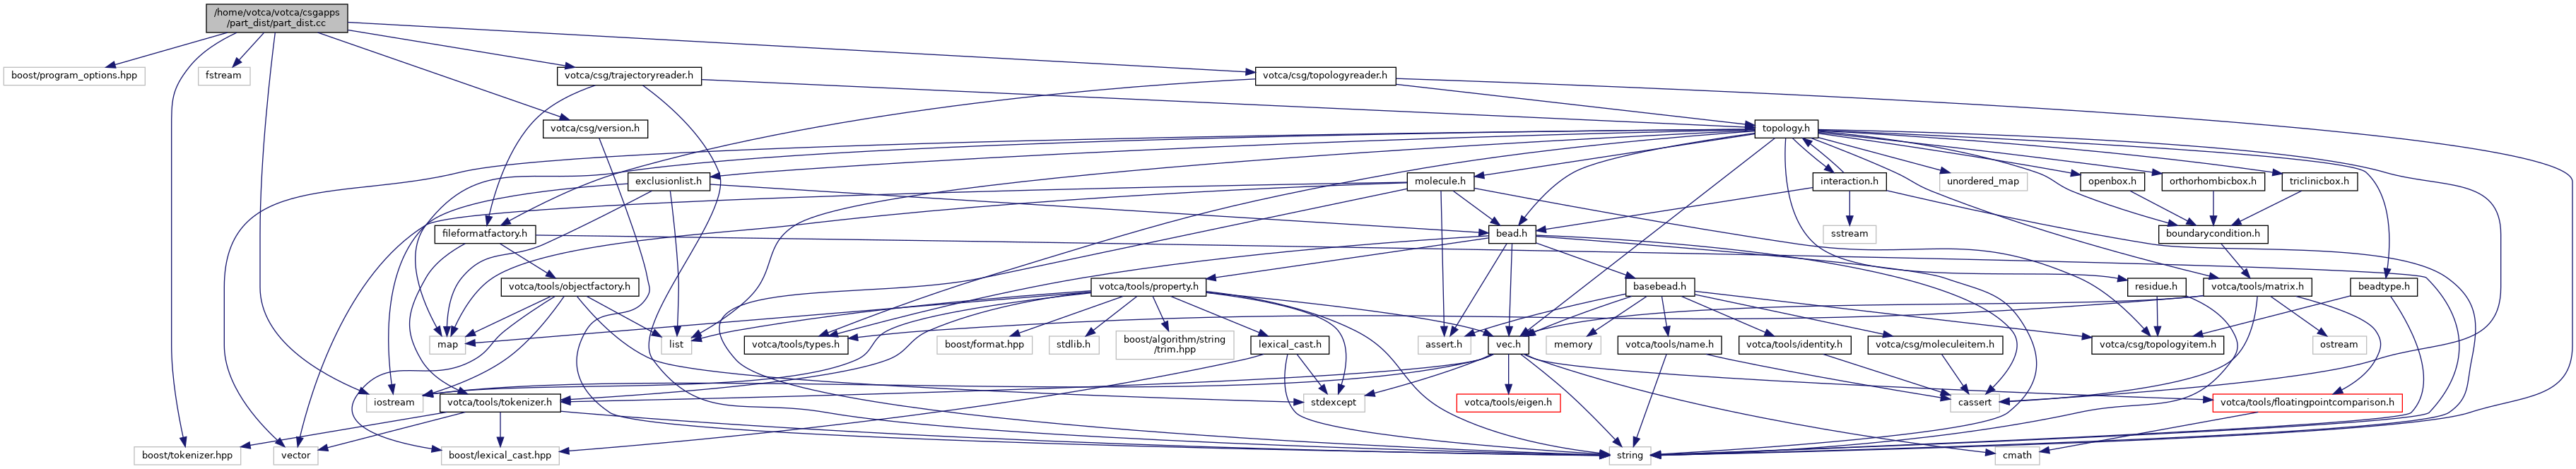 /home/votca/votca/csgapps
/part_dist/part_dist.cc
boost/program_options.hpp
fstream
votca/csg/trajectoryreader.h
votca/csg/topologyreader.h
votca/csg/version.h
topology.h
exclusionlist.h
molecule.h
interaction.h
unordered_map
openbox.h
orthorhombicbox.h
triclinicbox.h
fileformatfactory.h
bead.h
sstream
boundarycondition.h
votca/tools/objectfactory.h
votca/tools/property.h
basebead.h
residue.h
votca/tools/matrix.h
beadtype.h
map
list
votca/tools/types.h
boost/format.hpp
stdlib.h
boost/algorithm/string
/trim.hpp
lexical_cast.h
assert.h
vec.h
memory
votca/tools/name.h
votca/tools/identity.h
votca/csg/moleculeitem.h
votca/csg/topologyitem.h
ostream
iostream
votca/tools/tokenizer.h
stdexcept
votca/tools/eigen.h
cassert
votca/tools/floatingpointcomparison.h
boost/tokenizer.hpp
vector
boost/lexical_cast.hpp
string
cmath